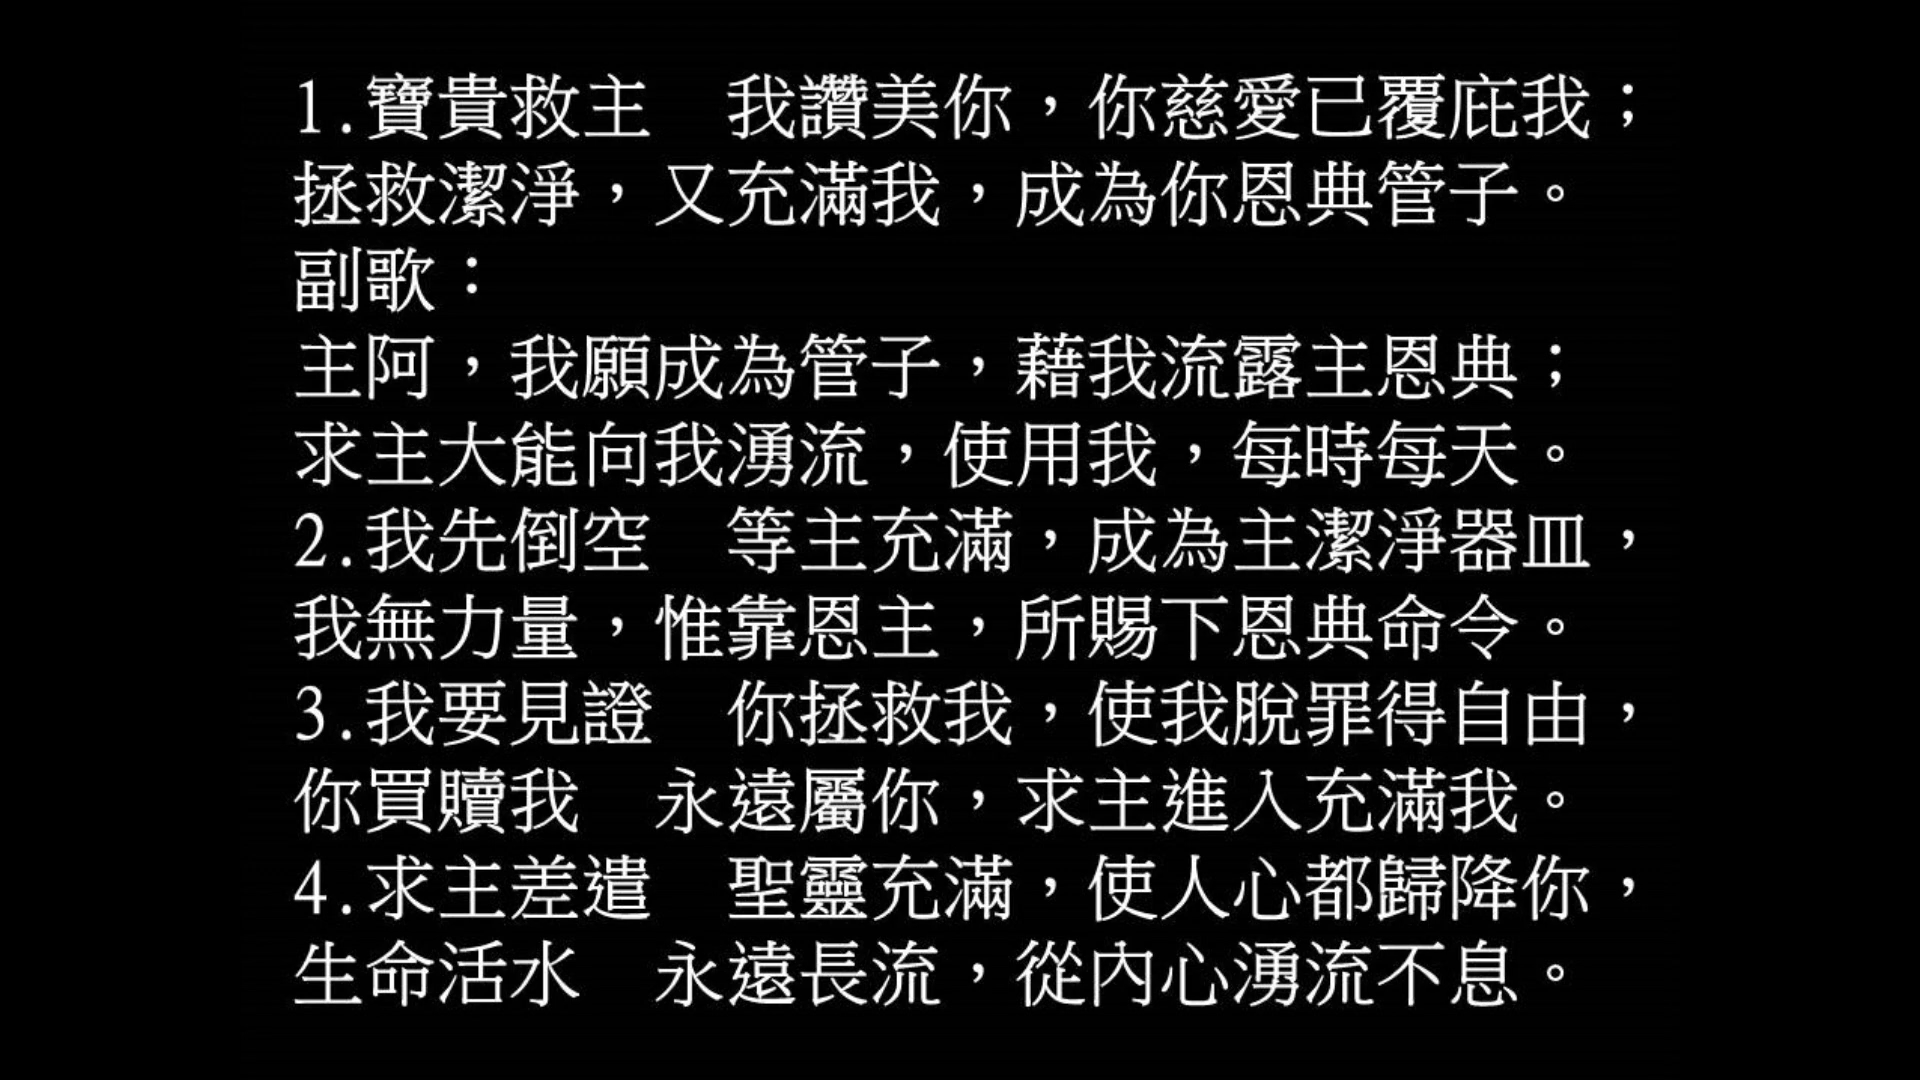 1.寶貴救主　我讚美你，你慈愛已覆庇我；
拯救潔淨，又充滿我，成為你恩典管子。
副歌：
主阿，我願成為管子，藉我流露主恩典；
求主大能向我湧流，使用我，每時每天。
2.我先倒空　等主充滿，成為主潔淨器皿，
我無力量，惟靠恩主，所賜下恩典命令。
3.我要見證　你拯救我，使我脫罪得自由，
你買贖我　永遠屬你，求主進入充滿我。
4.求主差遣　聖靈充滿，使人心都歸降你，
生命活水　永遠長流，從內心湧流不息。